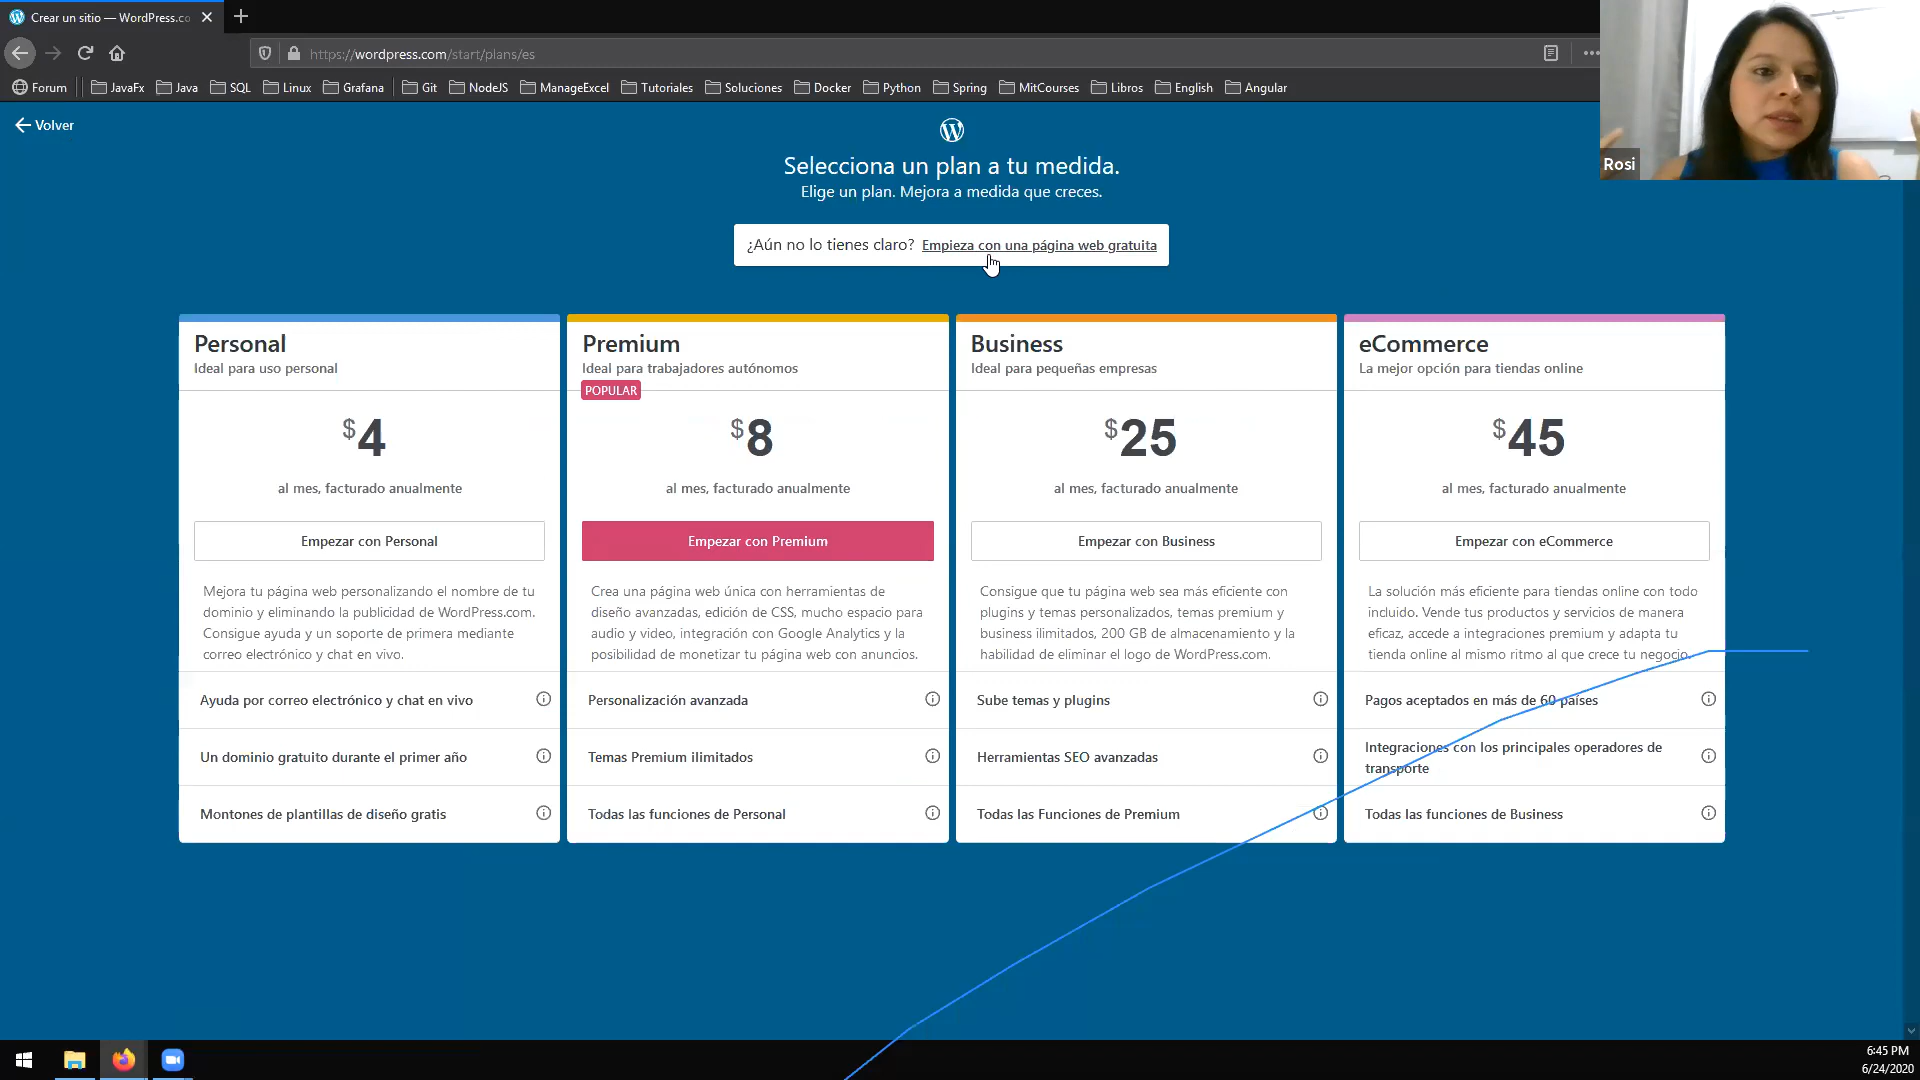 Crear un sitio — WordPress.co
https://wordpress.com/start/plans/es
Forum
JavaFx
Java
SQL
Linux
Grafana
Git
NodeJS
ManageExcel
Tutoriales
Soluciones
Docker
Python
Spring
MitCourses
Libros
English
Angular
Rosi
Volver
Selecciona un plan a tu medida.
Elige un plan. Mejora a medida que creces.
¿Aún no lo tienes claro? Empieza con una página web gratuita
Personal
Ideal para uso personal
$4
al mes, facturado anualmente
Empezar con Personal
Mejora tu página web personalizando el nombre de tu
dominio y eliminando la publicidad de WordPress.com.
Consigue ayuda y un soporte de primera mediante
correo electrónico y chat en vivo.
Ayuda por correo electrónico y chat en vivo
Un dominio gratuito durante el primer año
Montones de plantillas de diseño gratis
Premium
Ideal para trabajadores autónomos
POPULAR
$8
al mes, facturado anualmente
Empezar con Premium
Crea una página web única con herramientas de
diseño avanzadas, edición de CSS, mucho espacio para
audio y video, integración con Google Analytics y la
posibilidad de monetizar tu página web con anuncios.
Personalización avanzada
Temas Premium ilimitados
Todas las funciones de Personal
Business
Ideal para pequeñas empresas
$25
al mes, facturado anualmente
Empezar con Business
Consigue que tu página web sea más eficiente con
plugins y temas personalizados, temas premium y
business ilimitados, 200 GB de almacenamiento y la
habilidad de eliminar el logo de WordPress.com.
Sube temas y plugins
Herramientas SEO avanzadas
Todas las Funciones de Premium
eCommerce
La mejor opción para tiendas online
$45
al mes, facturado anualmente
Empezar con eCommerce
La solución más eficiente para tiendas online con todo
incluido. Vende tus productos y servicios de manera
eficaz, accede a integraciones premium y adapta tu
tienda online al mismo ritmo al que crece tu negocio.
Pagos aceptados en más de 60 países
Integraciones con los principales operadores de
transporte
Todas las funciones de Business
6:45 PM
6/24/2020